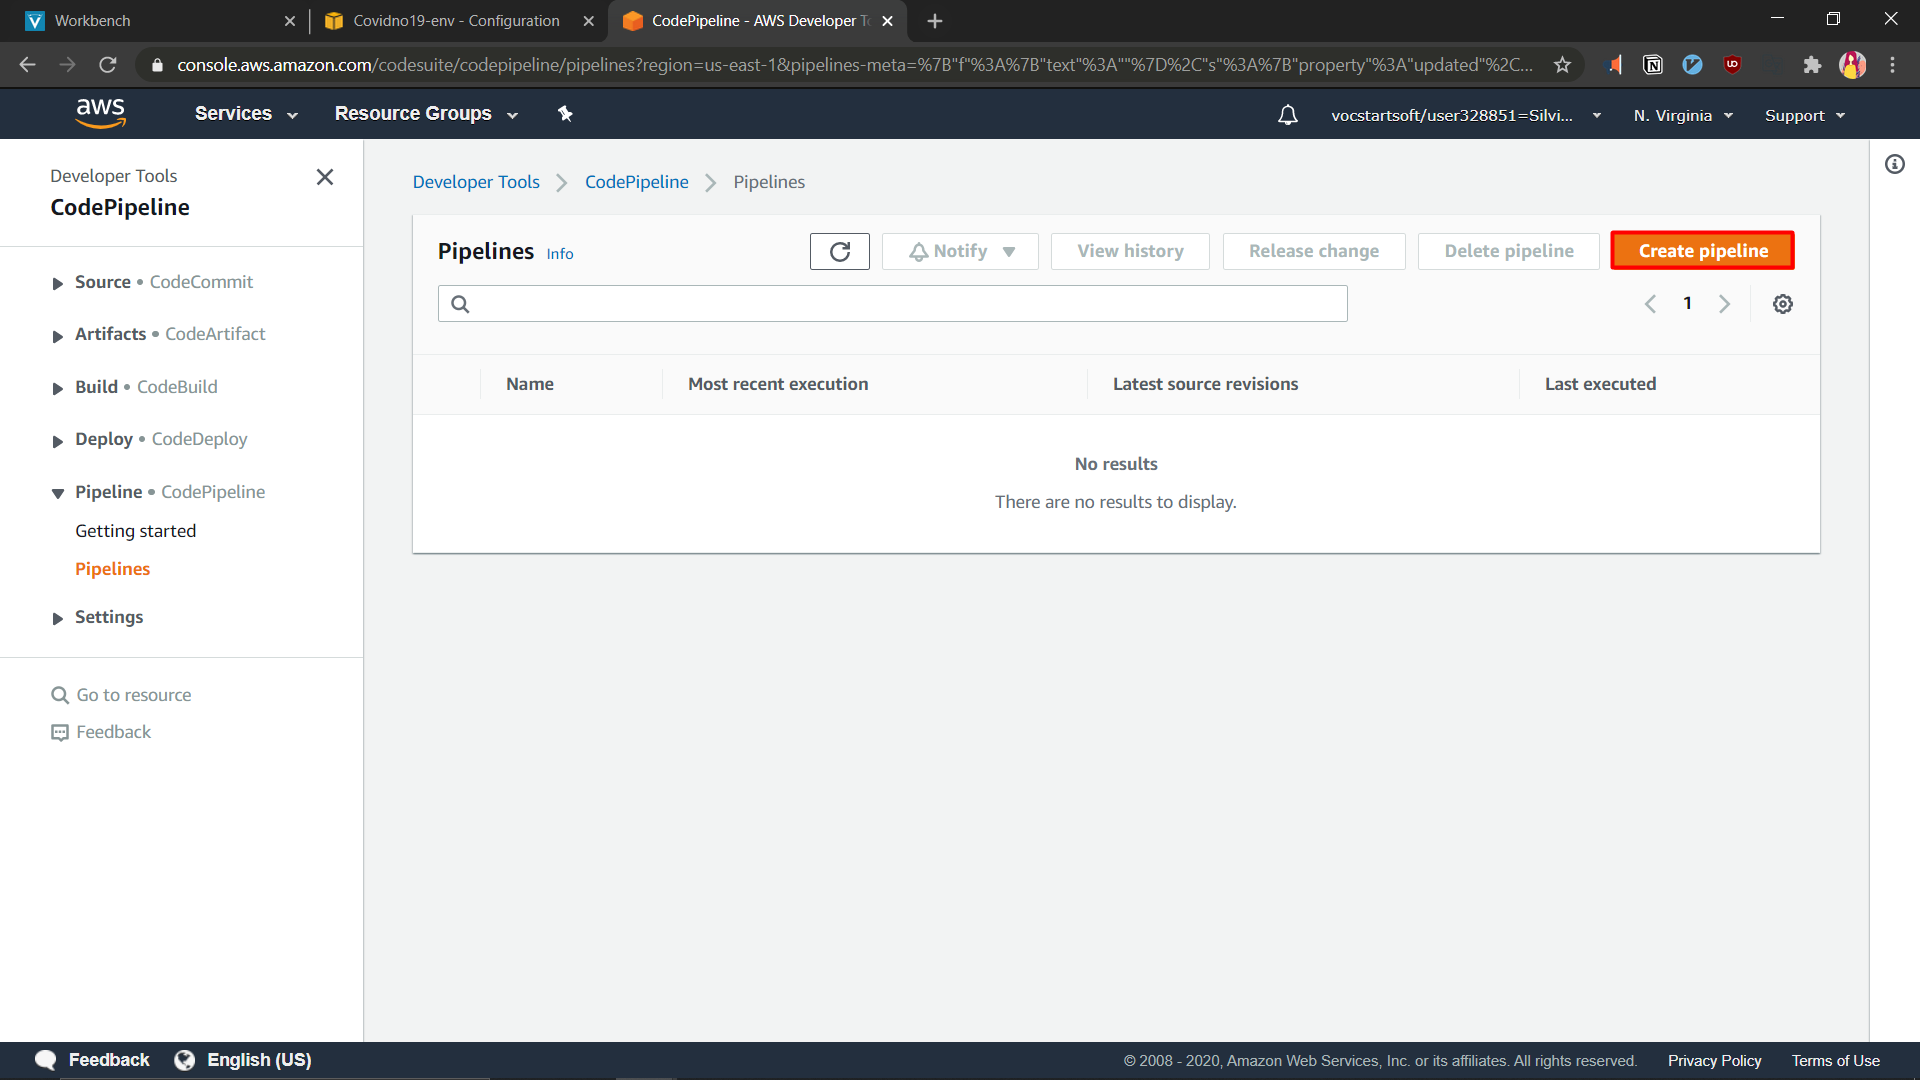 Workbench
Covidno19-env - Configuration
CodePipeline - AWS Developer To
console.aws.amazon.com/codesuite/codepipeline/pipelines?region=us-east-1&pipelines-meta=%7B"f"%3A%7B"text"%3A""%7D%2C"s"%3A%7B"property"%3A"updated"%2C...
aws
Services
Resource Groups
vocstartsoft/user328851=Silvi...
N. Virginia
Support
Developer Tools
CodePipeline
Source • CodeCommit
Artifacts • CodeArtifact
Build • CodeBuild
Deploy • CodeDeploy
Pipeline • CodePipeline
Getting started
Pipelines
Settings
Go to resource
Feedback
Developer Tools
CodePipeline
Pipelines
Pipelines Info
Notify
View history
Release change
Delete pipeline
Create pipeline
1
Name
Most recent execution
Latest source revisions
Last executed
No results
There are no results to display.
Feedback
English (US)
© 2008 - 2020, Amazon Web Services, Inc. or its affiliates. All rights reserved.
Privacy Policy
Terms of Use